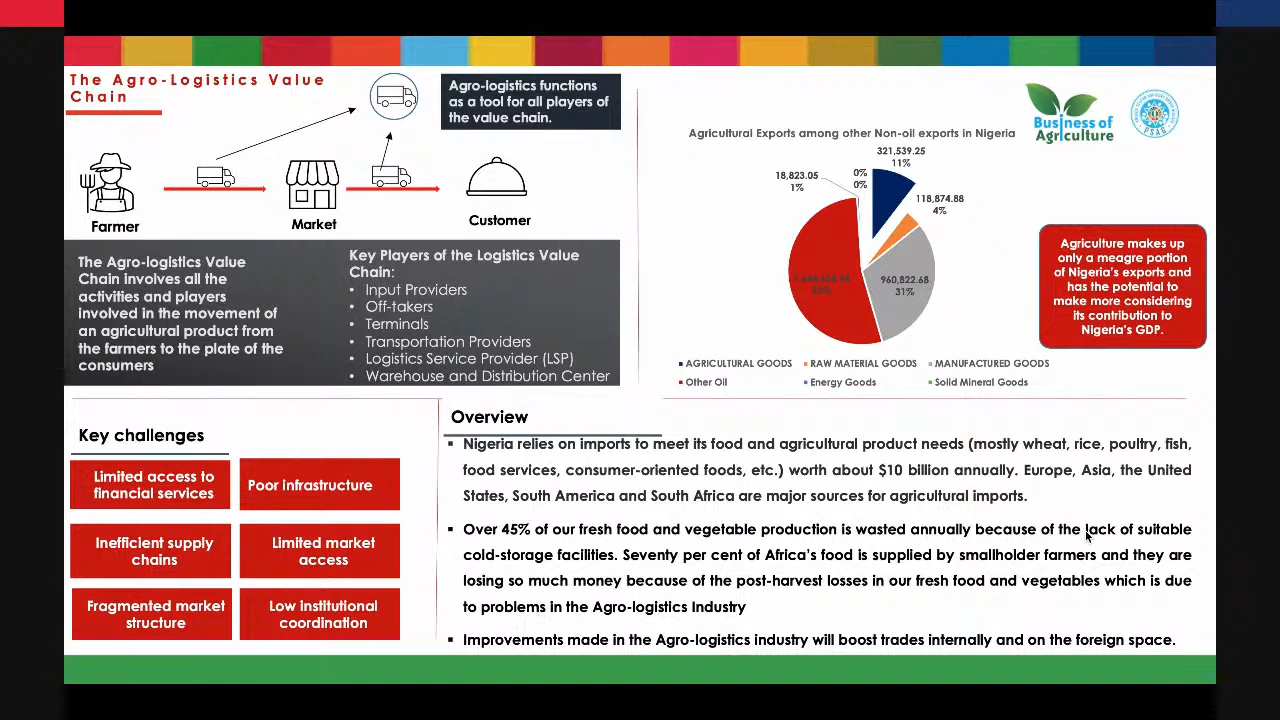 The Agro-Logistics Value
Chain
Agro-logistics functions
as a tool for all players of
the value chain.
Farmer
Market
Customer
The Agro-logistics Value
Chain involves all the
activities and players
involved in the movement of
an agricultural product from
the farmers to the plate of the
consumers
Key Players of the Logistics Value
Chain:
• Input Providers
• Off-takers
• Terminals
• Transportation Providers
• Logistics Service Provider (LSP)
• Warehouse and Distribution Center
Business of
Agriculture
PSAG
Agricultural Exports among other Non-oil exports in Nigeria
321,539.25
11%
18,823.05
1%
0%
0%
118,874.88
4%
960,822.68
31%
AGRICULTURAL GOODS
RAW MATERIAL GOODS
MANUFACTURED GOODS
Other Oil
Energy Goods
Solid Mineral Goods
Agriculture makes up
only a meagre portion
of Nigeria's exports and
has the potential to
make more considering
its contribution to
Nigeria's GDP.
Key challenges
Limited access to
financial services
Poor infrastructure
Inefficient supply
chains
Limited market
access
Fragmented market
structure
Low institutional
coordination
Overview
▪ Nigeria relies on imports to meet its food and agricultural product needs (mostly wheat, rice, poultry, fish,
food services, consumer-oriented foods, etc.) worth about $10 billion annually. Europe, Asia, the United
States, South America and South Africa are major sources for agricultural imports.
▪ Over 45% of our fresh food and vegetable production is wasted annually because of the lack of suitable
cold-storage facilities. Seventy per cent of Africa's food is supplied by smallholder farmers and they are
losing so much money because of the post-harvest losses in our fresh food and vegetables which is due
to problems in the Agro-logistics Industry
▪ Improvements made in the Agro-logistics industry will boost trades internally and on the foreign space.